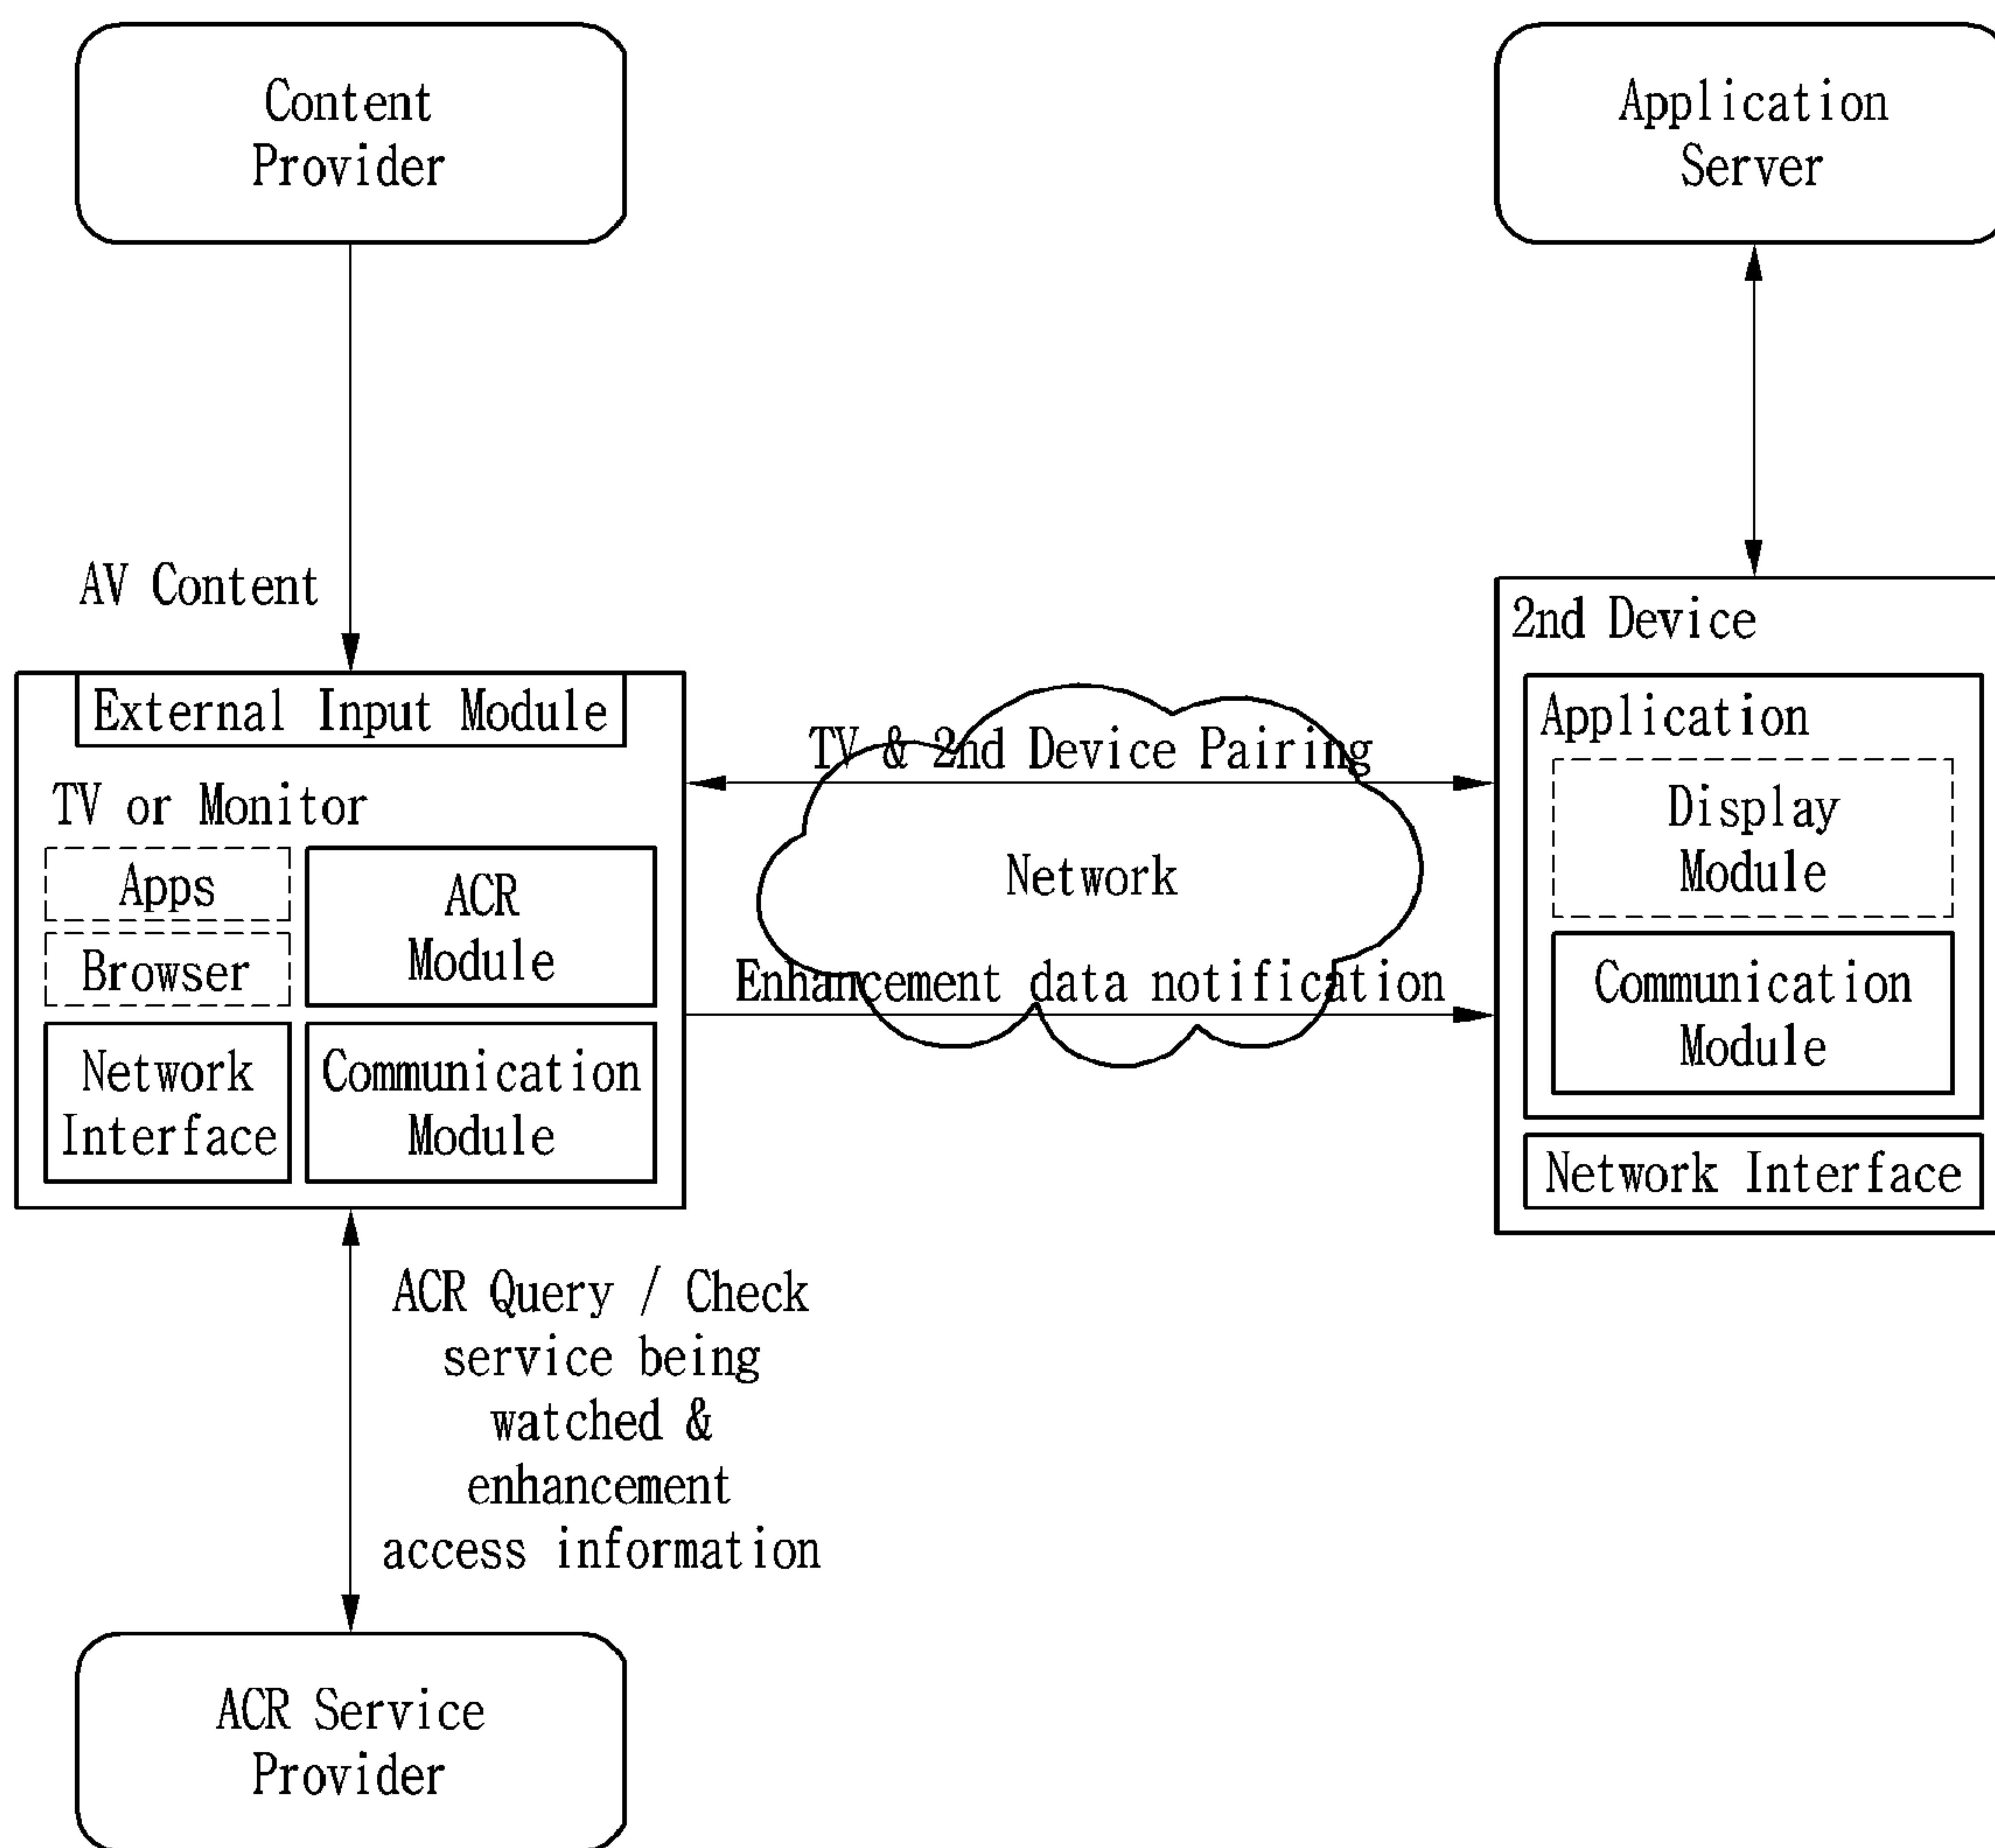 Content
Provider
Application
Server
AV Content
2nd Device
External Input Module
Application
TV & 2nd Device Pairing
TV or Monitor
Display
Module
Apps
ACR
Module
Network
Browser
Enhancement data notification
Communication
Module
Network
Interface
Communication
Module
Network Interface
ACR Query / Check
service being
watched &
enhancement
access information
ACR Service
Provider